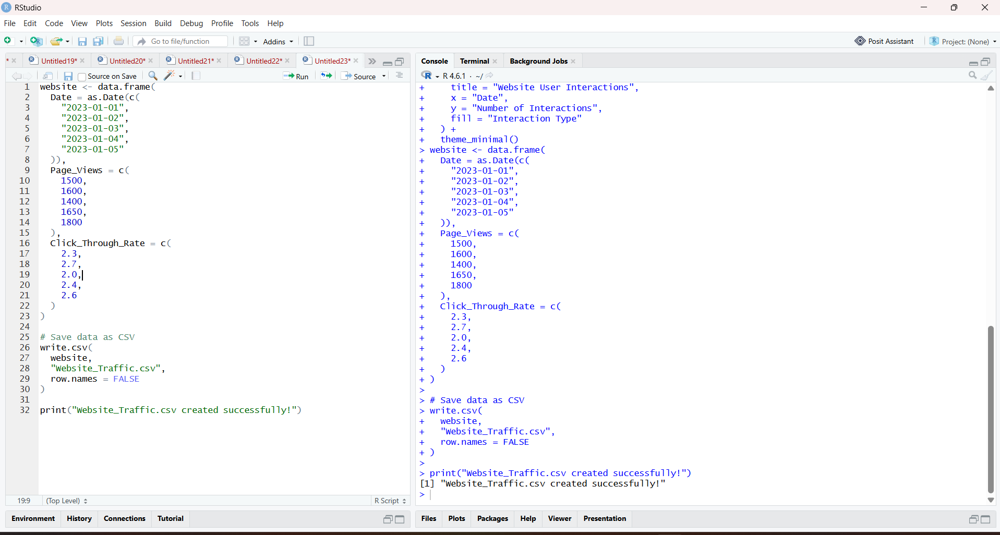 RStudio
File Edit Code View Plots Session Build Debug Profile Tools Help
Go to file/function Addins Posit Assistant Project: (None)
* Untitled19* Untitled20* Untitled21* Untitled22* Untitled23*
Source on Save Run Source
1 website <- data.frame(
2 Date = as.Date(c(
3 "2023-01-01",
4 "2023-01-02",
5 "2023-01-03",
6 "2023-01-04",
7 "2023-01-05"
8 )),
9 Page_Views = c(
10 1500,
11 1600,
12 1400,
13 1650,
14 1800
15 ),
16 Click_Through_Rate = c(
17 2.3,
18 2.7,
19 2.0,
20 2.4,
21 2.6
22 )
23 )
24
25 # Save data as CSV
26 write.csv(
27 website,
28 "Website_Traffic.csv",
29 row.names = FALSE
30 )
31
32 print("Website_Traffic.csv created successfully!")
19:9 (Top Level) R Script
Environment History Connections Tutorial
Console Terminal Background Jobs
R 4.6.1 · ~/
+ title = "Website User Interactions",
+ x = "Date",
+ y = "Number of Interactions",
+ fill = "Interaction Type"
+ ) +
+ theme_minimal()
> website <- data.frame(
+ Date = as.Date(c(
+ "2023-01-01",
+ "2023-01-02",
+ "2023-01-03",
+ "2023-01-04",
+ "2023-01-05"
+ )),
+ Page_Views = c(
+ 1500,
+ 1600,
+ 1400,
+ 1650,
+ 1800
+ ),
+ Click_Through_Rate = c(
+ 2.3,
+ 2.7,
+ 2.0,
+ 2.4,
+ 2.6
+ )
+ )
>
> # Save data as CSV
> write.csv(
+ website,
+ "Website_Traffic.csv",
+ row.names = FALSE
+ )
>
> print("Website_Traffic.csv created successfully!")
[1] "Website_Traffic.csv created successfully!"
>
Files Plots Packages Help Viewer Presentation